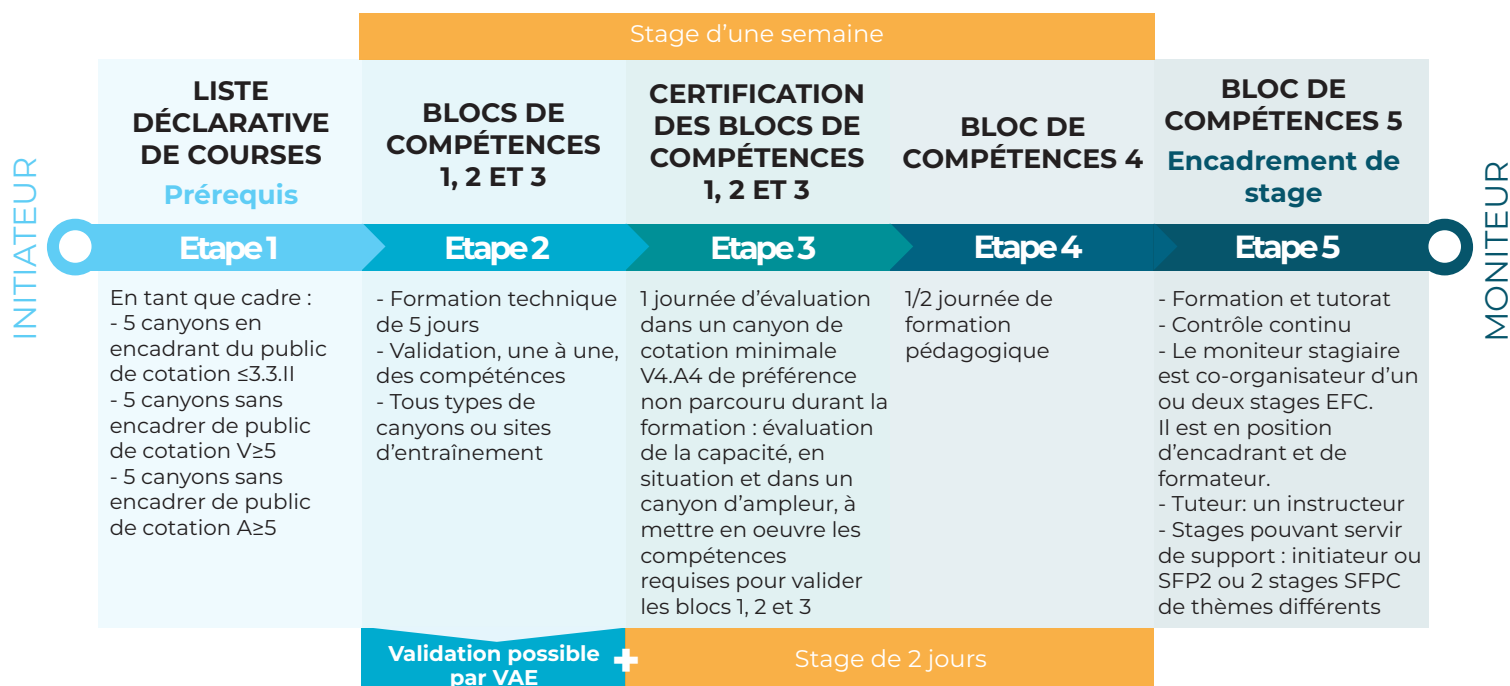 Stage d'une semaine
INITIATEUR
LISTE
DÉCLARATIVE
DE COURSES
Prérequis
Etape 1
En tant que cadre :
- 5 canyons en
encadrant du public
de cotation ≤3.3.II
- 5 canyons sans
encadrer de public
de cotation V≥5
- 5 canyons sans
encadrer de public
de cotation A≥5
BLOCS DE
COMPÉTENCES
1, 2 ET 3
Etape 2
- Formation technique
de 5 jours
- Validation, une à une,
des compéténces
- Tous types de
canyons ou sites
d'entraînement
Validation possible
par VAE
+
CERTIFICATION
DES BLOCS DE
COMPÉTENCES
1, 2 ET 3
Etape 3
1 journée d'évaluation
dans un canyon de
cotation minimale
V4.A4 de préférence
non parcouru durant la
formation : évaluation
de la capacité, en
situation et dans un
canyon d'ampleur, à
mettre en oeuvre les
compétences
requises pour valider
les blocs 1, 2 et 3
BLOC DE
COMPÉTENCES 4
Etape 4
1/2 journée de
formation
pédagogique
Stage de 2 jours
BLOC DE
COMPÉTENCES 5
Encadrement de
stage
Etape 5
- Formation et tutorat
- Contrôle continu
- Le moniteur stagiaire
est co-organisateur d'un
ou deux stages EFC.
Il est en position
d'encadrant et de
formateur.
- Tuteur: un instructeur
- Stages pouvant servir
de support : initiateur ou
SFP2 ou 2 stages SFPC
de thèmes différents
MONITEUR